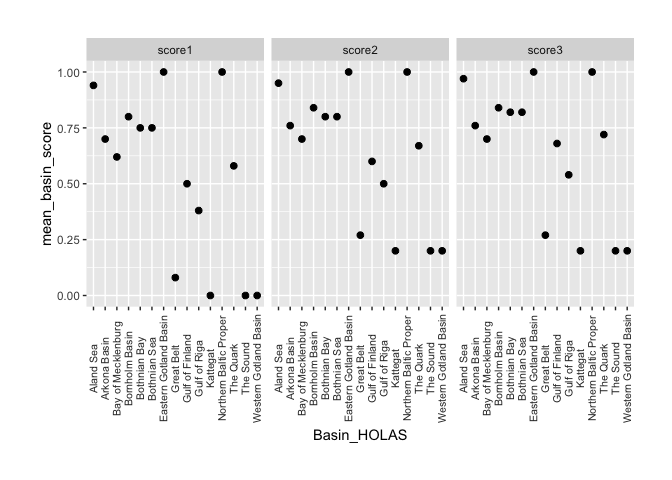 score1 score2 score3
mean_basin_score
1.00
0.75
0.50
0.25
0.00
Aland Sea
Arkona Basin
Bay of Mecklenburg
Bornholm Basin
Bothnian Bay
Bothnian Sea
Eastern Gotland Basin
Great Belt
Gulf of Finland
Gulf of Riga
Kattegat
Northern Baltic Proper
The Quark
The Sound
Western Gotland Basin
Aland Sea
Arkona Basin
Bay of Mecklenburg
Bornholm Basin
Bothnian Bay
Bothnian Sea
Eastern Gotland Basin
Great Belt
Gulf of Finland
Gulf of Riga
Kattegat
Northern Baltic Proper
The Quark
The Sound
Western Gotland Basin
Aland Sea
Arkona Basin
Bay of Mecklenburg
Bornholm Basin
Bothnian Bay
Bothnian Sea
Eastern Gotland Basin
Great Belt
Gulf of Finland
Gulf of Riga
Kattegat
Northern Baltic Proper
The Quark
The Sound
Western Gotland Basin
Basin_HOLAS